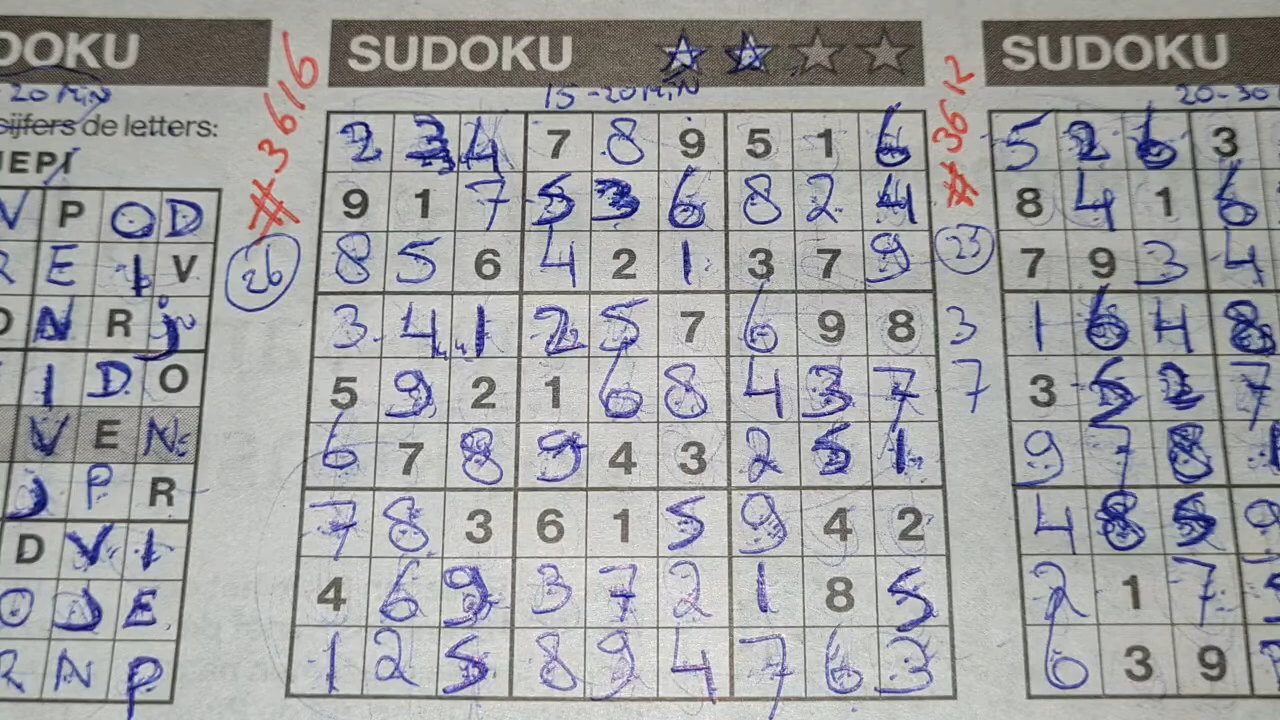 DOKU
20 MiN
cijfers de letters:
IEPI
V P O D
R E I V
D N R j
I D O
V E N
J P R
D V I
O J E
R N P
#3616
26
SUDOKU
15-20 MiN
2 3 4 7 8 9 5 1 6
9 1 7 5 3 6 8 2 4
8 5 6 4 2 1 3 7 9
3 4 1 2 5 7 6 9 8 3
5 9 2 1 6 8 4 3 7 7
6 7 8 9 4 3 2 5 1
7 8 3 6 1 5 9 4 2
4 6 9 3 7 2 1 8 5
1 2 5 8 9 4 7 6 3
#3612
23
SUDOKU
20-30
5 2 6 3
8 4 1 6
7 9 3 4
1 6 4 8
3 5 2 7
9 7 8 1
4 8 5 9
2 1 7 5
6 3 9